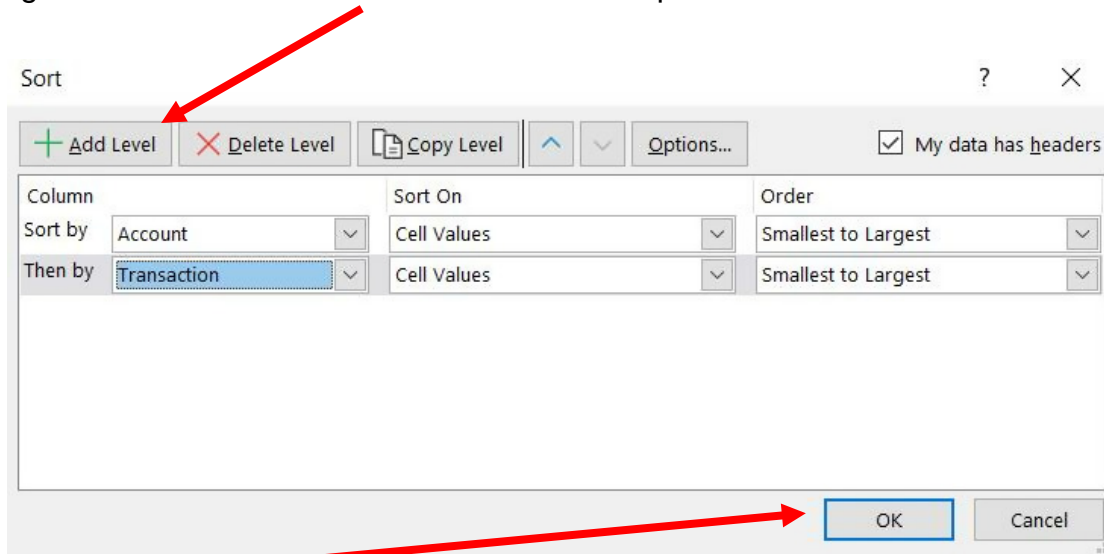 Sort ?
Add Level Delete Level Copy Level Options... My data has headers
Column Sort On Order
Sort by Account Cell Values Smallest to Largest
Then by Transaction Cell Values Smallest to Largest
OK Cancel